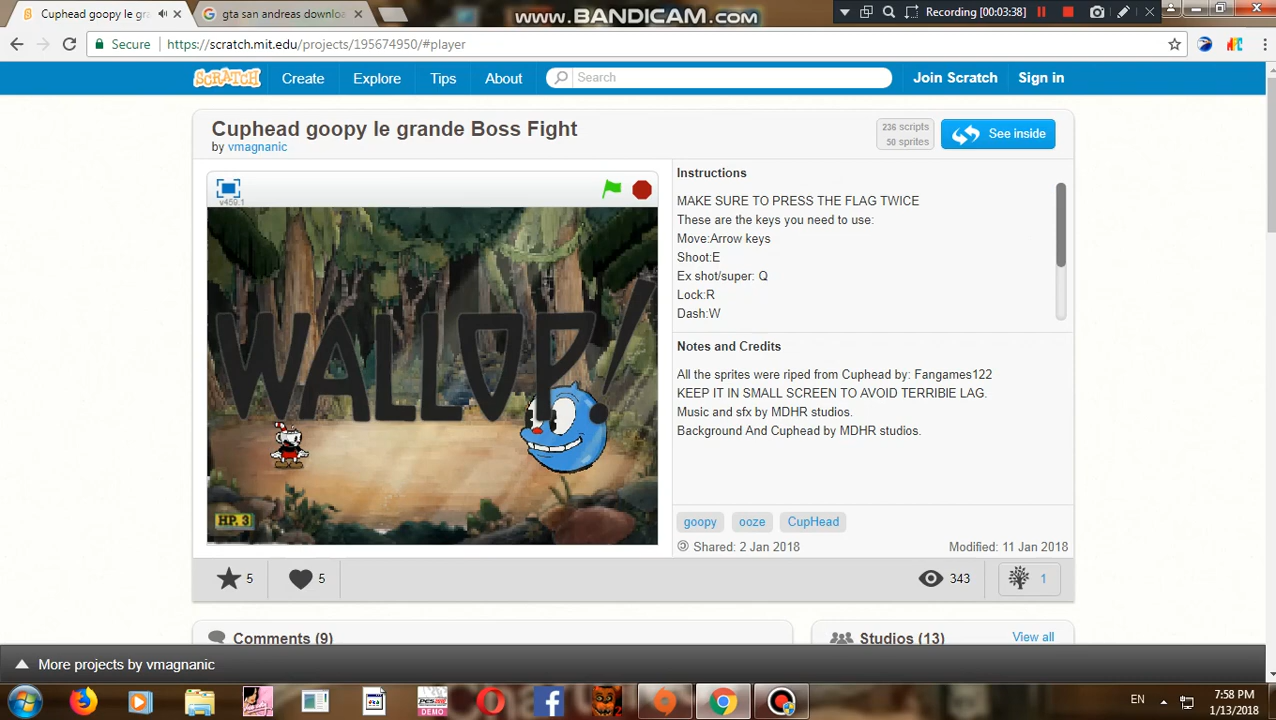 Cuphead goopy le gra
gta san andreas downloa
WWW.BANDICAM.COM
Recording [00:03:38]
Secure
https://scratch.mit.edu/projects/195674950/#player
SCRATCH
Create
Explore
Tips
About
Search
Join Scratch
Sign in
Cuphead goopy le grande Boss Fight
by vmagnanic
236 scripts
50 sprites
See inside
v459.1
WALLOP!
HP. 3
Instructions
MAKE SURE TO PRESS THE FLAG TWICE
These are the keys you need to use:
Move:Arrow keys
Shoot:E
Ex shot/super: Q
Lock:R
Dash:W
Notes and Credits
All the sprites were riped from Cuphead by: Fangames122
KEEP IT IN SMALL SCREEN TO AVOID TERRIBIE LAG.
Music and sfx by MDHR studios.
Background And Cuphead by MDHR studios.
goopy
ooze
CupHead
Shared: 2 Jan 2018
Modified: 11 Jan 2018
5
5
343
1
Comments (9)
Studios (13)
View all
More projects by vmagnanic
DEMO
EN
7:58 PM
1/13/2018